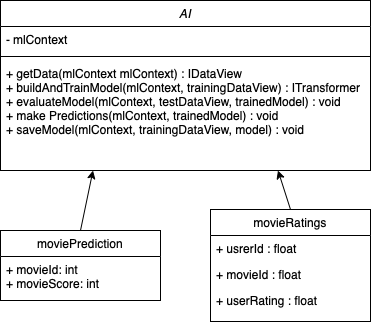 AI
- mlContext
+ getData(mlContext mlContext) : IDataView
+ buildAndTrainModel(mlContext, trainingDataView) : ITransformer
+ evaluateModel(mlContext, testDataView, trainedModel) : void
+ make Predictions(mlContext, trainedModel) : void
+ saveModel(mlContext, trainingDataView, model) : void
moviePrediction
+ movieId: int
+ movieScore: int
movieRatings
+ usrerId : float
+ movieId : float
+ userRating : float